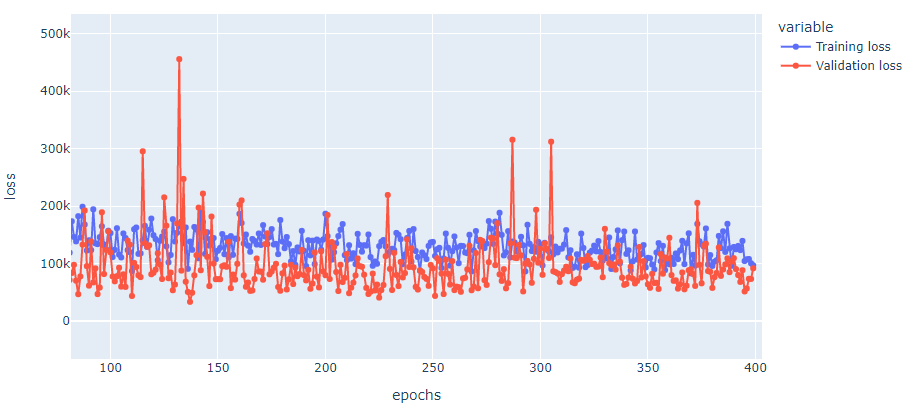 variable
Training loss
Validation loss
500k
400k
300k
200k
100k
0
loss
100
150
200
250
300
350
400
epochs